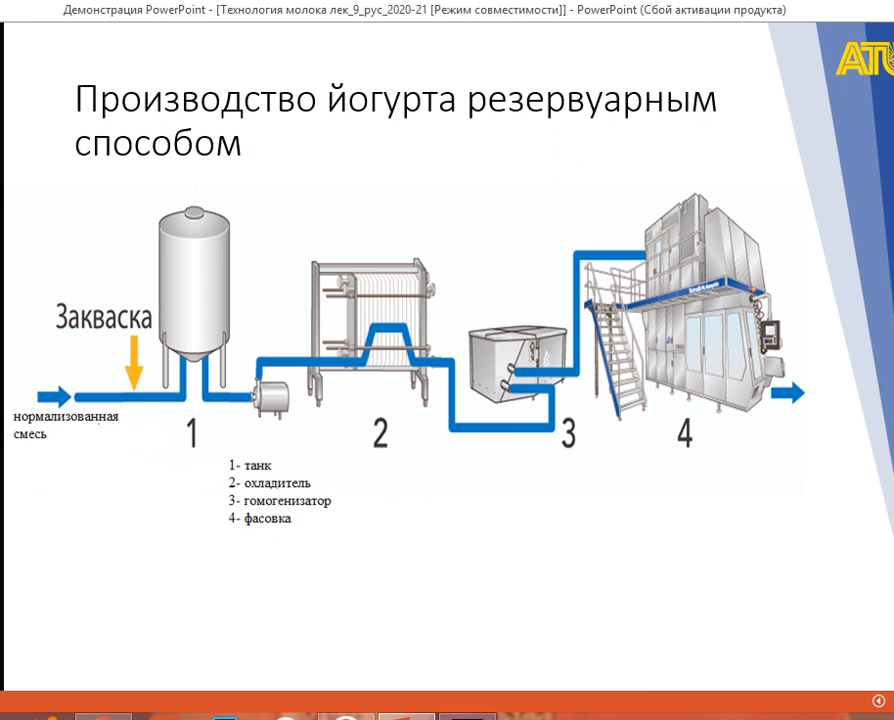 Демонстрация PowerPoint - [Технология молока лек_9_рус_2020-21 [Режим совместимости]] - PowerPoint (Сбой активации продукта)
Производство йогурта резервуарным
способом
Закваска
нормализованная
смесь
1
2
3
4
1- танк
2- охладитель
3- гомогенизатор
4- фасовка